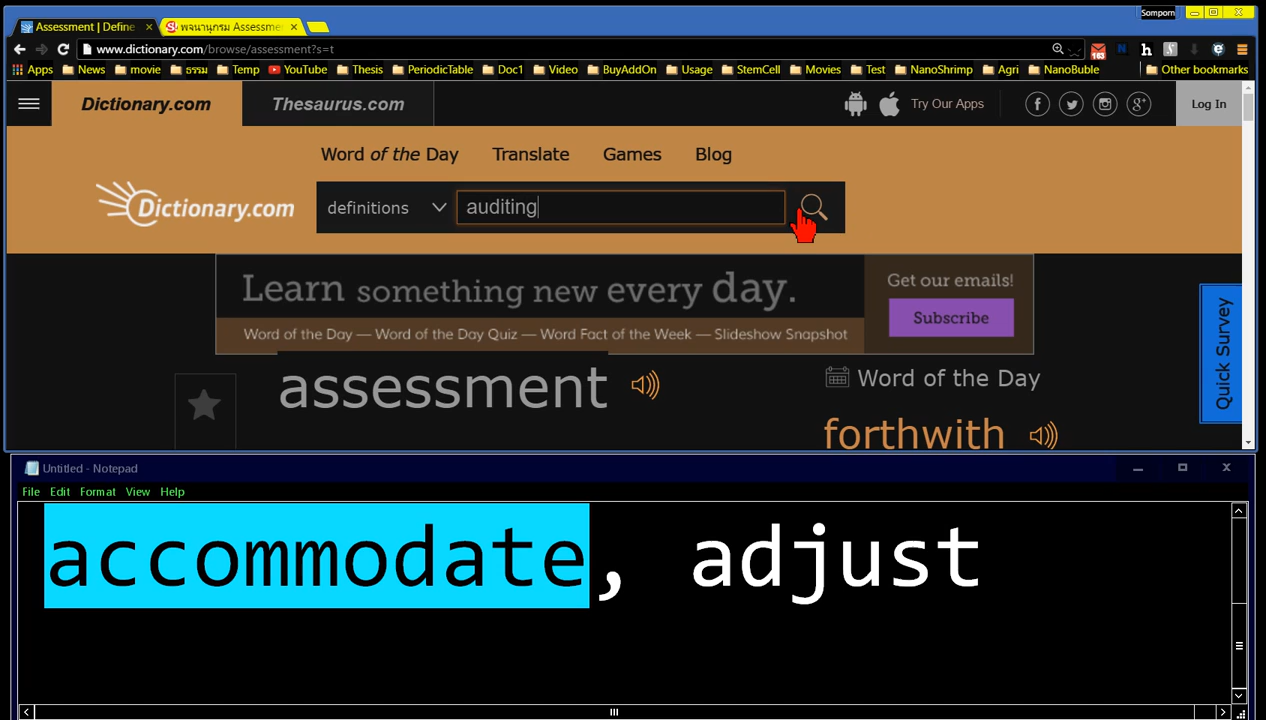 Somporn
Assessment | Define
พจนานุกรม Assessme
www.dictionary.com/browse/assessment?s=t
163
Apps News movie ธรรม Temp YouTube Thesis PeriodicTable Doc1 Video BuyAddOn Usage StemCell Movies Test NanoShrimp Agri NanoBuble Other bookmarks
Dictionary.com Thesaurus.com Try Our Apps Log In
Word of the Day Translate Games Blog
Dictionary.com definitions auditing
Learn something new every day. Get our emails!
Subscribe
Word of the Day — Word of the Day Quiz — Word Fact of the Week — Slideshow Snapshot
Quick Survey
assessment Word of the Day
forthwith
Untitled - Notepad
File Edit Format View Help
accommodate, adjust